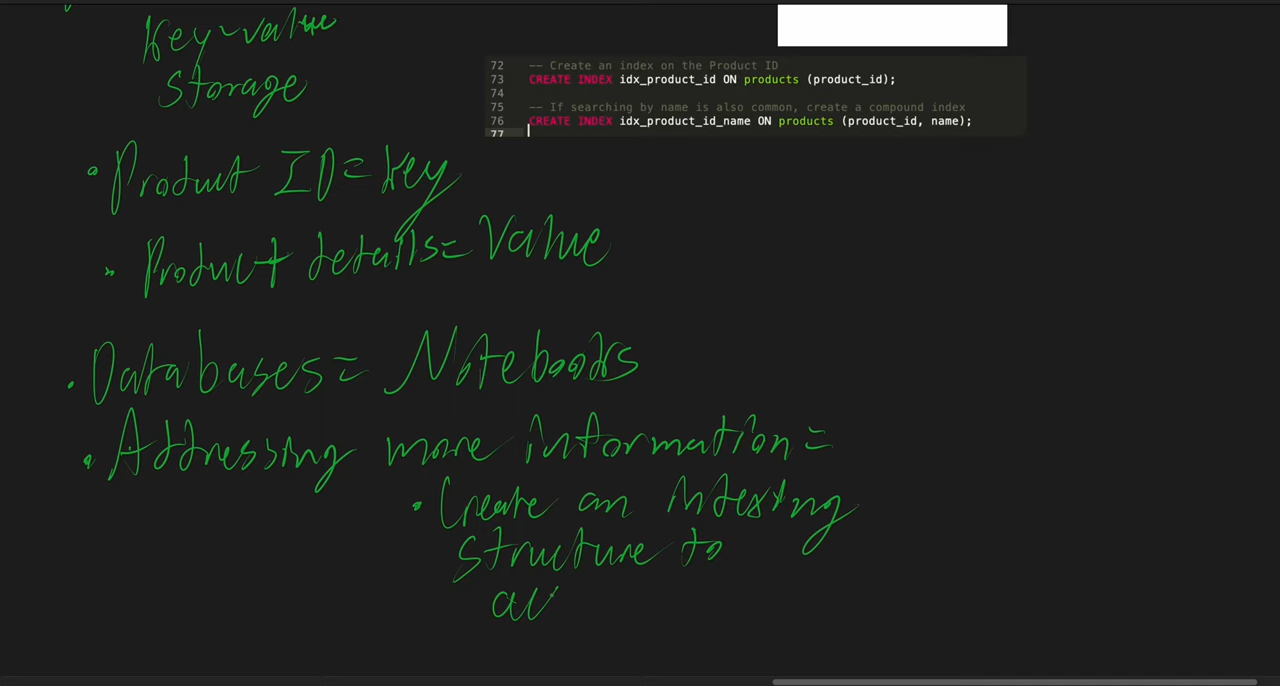 Key-value
storage
72 -- Create an index on the Product ID
73 CREATE INDEX idx_product_id ON products (product_id);
74
75 -- If searching by name is also common, create a compound index
76 CREATE INDEX idx_product_id_name ON products (product_id, name);
77
• Product ID = key
• Product details = Value
• Databases = Notebooks
• Addressing more information =
• Create an indexing
structure to